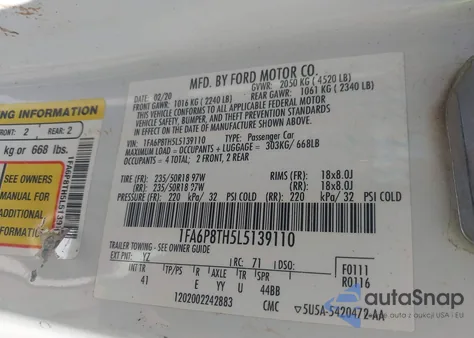 MFD. BY FORD MOTOR CO.
DATE: 02/20 GVWR: 2050 KG (4520 LB)
FRONT GAWR: 1016 KG (2240 LB) REAR GAWR: 1061 KG (2340 LB)
THIS VEHICLE CONFORMS TO ALL APPLICABLE FEDERAL MOTOR
VEHICLE SAFETY, BUMPER, AND THEFT PREVENTION STANDARDS
IN EFFECT ON THE DATE OF MANUFACTURE SHOWN ABOVE.
VIN: 1FA6P8TH5L5139110 TYPE: Passenger Car
MAXIMUM LOAD = OCCUPANTS + LUGGAGE = 303KG/ 668LB
OCCUPANTS = 4 TOTAL: 2 FRONT, 2 REAR
TIRE (FR): 235/50R18 97W RIMS (FR): 18x8.0J
(RR): 235/50R18 97W (RR): 18x8.0J
PRESSURE (FR): 220 kPa/ 32 PSI COLD (RR): 220 kPa/ 32 PSI COLD
1FA6P8TH5L5139110
TRAILER TOWING - SEE OWNER GUIDE
EXT PNT: YZ RC: 71 DSO: F0111
INT TR TP/PS R AXLE TR SPR R0116
41 E YY U 44BB
1202002242883 CMC 5U5A-5420472-AA
ING INFORMATION
FRONT: 2 REAR: 2
kg or 668 lbs.
SEE OWNERS
MANUAL FOR
ADDITIONAL
INFORMATION
autoSnap